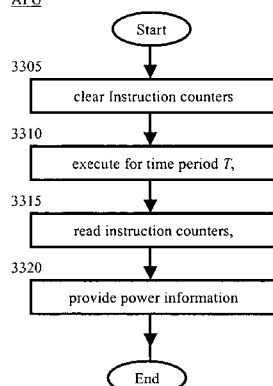 Start
3305
clear Instruction counters
3310
execute for time period T,
3315
read instruction counters,
3320
provide power information
End